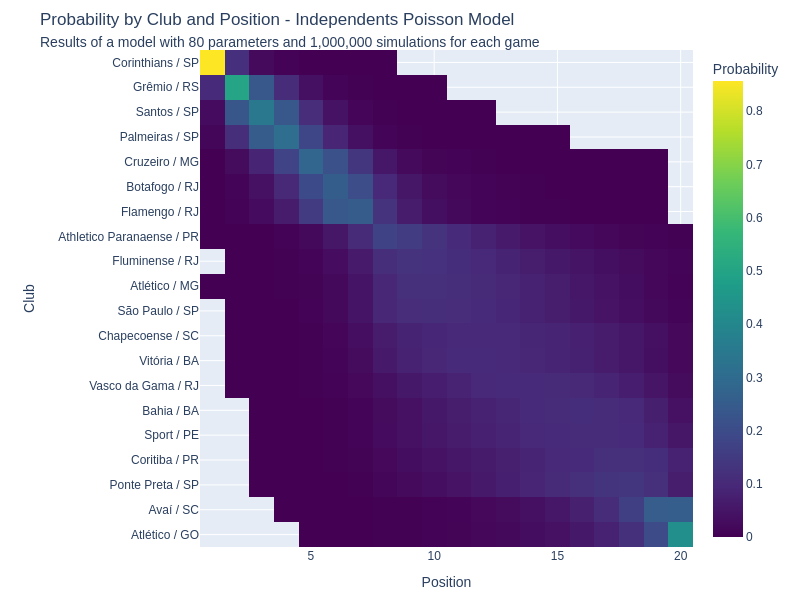 Probability by Club and Position - Independents Poisson Model
Results of a model with 80 parameters and 1,000,000 simulations for each game
Probability
Corinthians / SP
Grêmio / RS
Santos / SP
Palmeiras / SP
Cruzeiro / MG
Botafogo / RJ
Flamengo / RJ
Athletico Paranaense / PR
Fluminense / RJ
Atlético / MG
São Paulo / SP
Chapecoense / SC
Vitória / BA
Vasco da Gama / RJ
Bahia / BA
Sport / PE
Coritiba / PR
Ponte Preta / SP
Avaí / SC
Atlético / GO
Club
5
10
15
20
Position
0.8
0.7
0.6
0.5
0.4
0.3
0.2
0.1
0